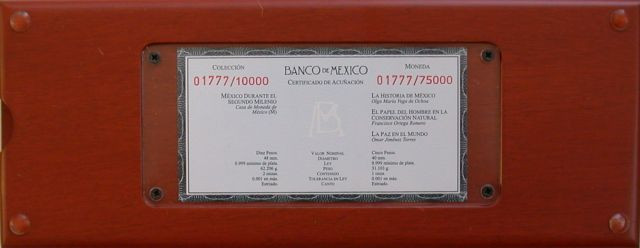 COLECCIÓN
01777/10000
BANCO DE MEXICO
CERTIFICADO DE ACUÑACIÓN
MONEDA
01777/75000
MÉXICO DURANTE EL
SEGUNDO MILENIO
Casa de Moneda de
México (M)
LA HISTORIA DE MÉXICO
Olga María Vega de Ochoa
EL PAPEL DEL HOMBRE EN LA
CONSERVACIÓN NATURAL
Francisco Ortega Romero
LA PAZ EN EL MUNDO
Omar Jiménez Torres
Diez Pesos VALOR NOMINAL Cinco Pesos
48 mm. DIÁMETRO 40 mm.
0.999 mínimo de plata. LEY 0.999 mínimo de plata.
62.206 g PESO 31.103 g
2 onzas CONTENIDO 1 onza
0.001 en más. TOLERANCIA EN LEY 0.001 en más.
Estriado. CANTO Estriado.